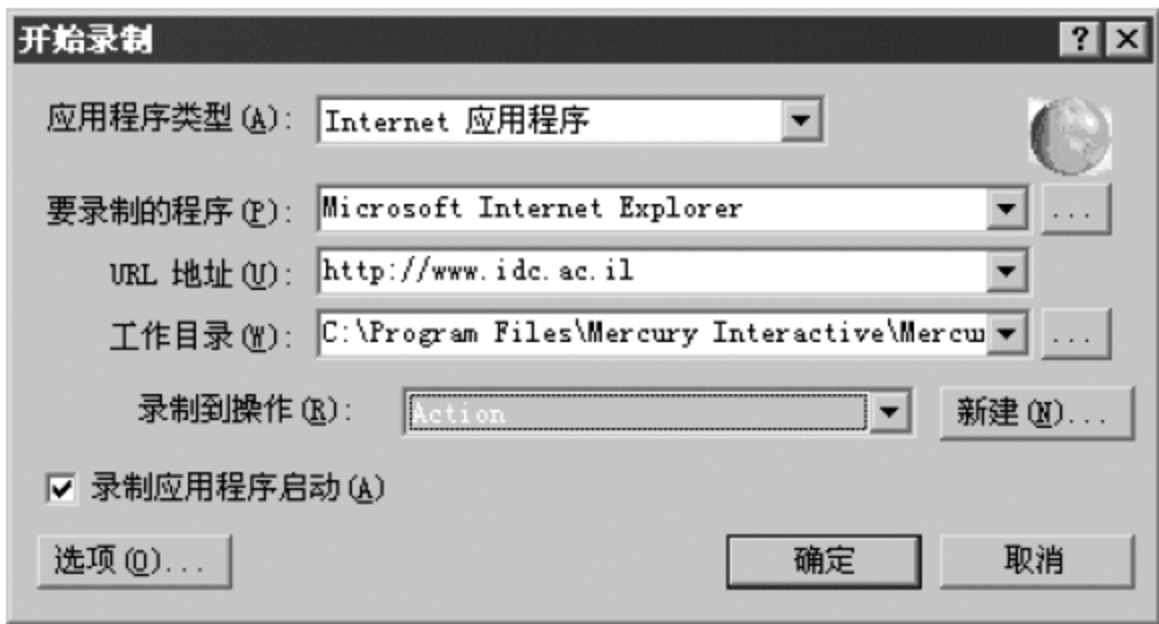 开始录制
应用程序类型(A): Internet 应用程序
要录制的程序(P): Microsoft Internet Explorer ...
URL 地址(U): http://www.idc.ac.il
工作目录(W): C:\Program Files\Mercury Interactive\Mercu ...
录制到操作(R): Action 新建(N)...
录制应用程序启动(A)
选项(O)... 确定 取消